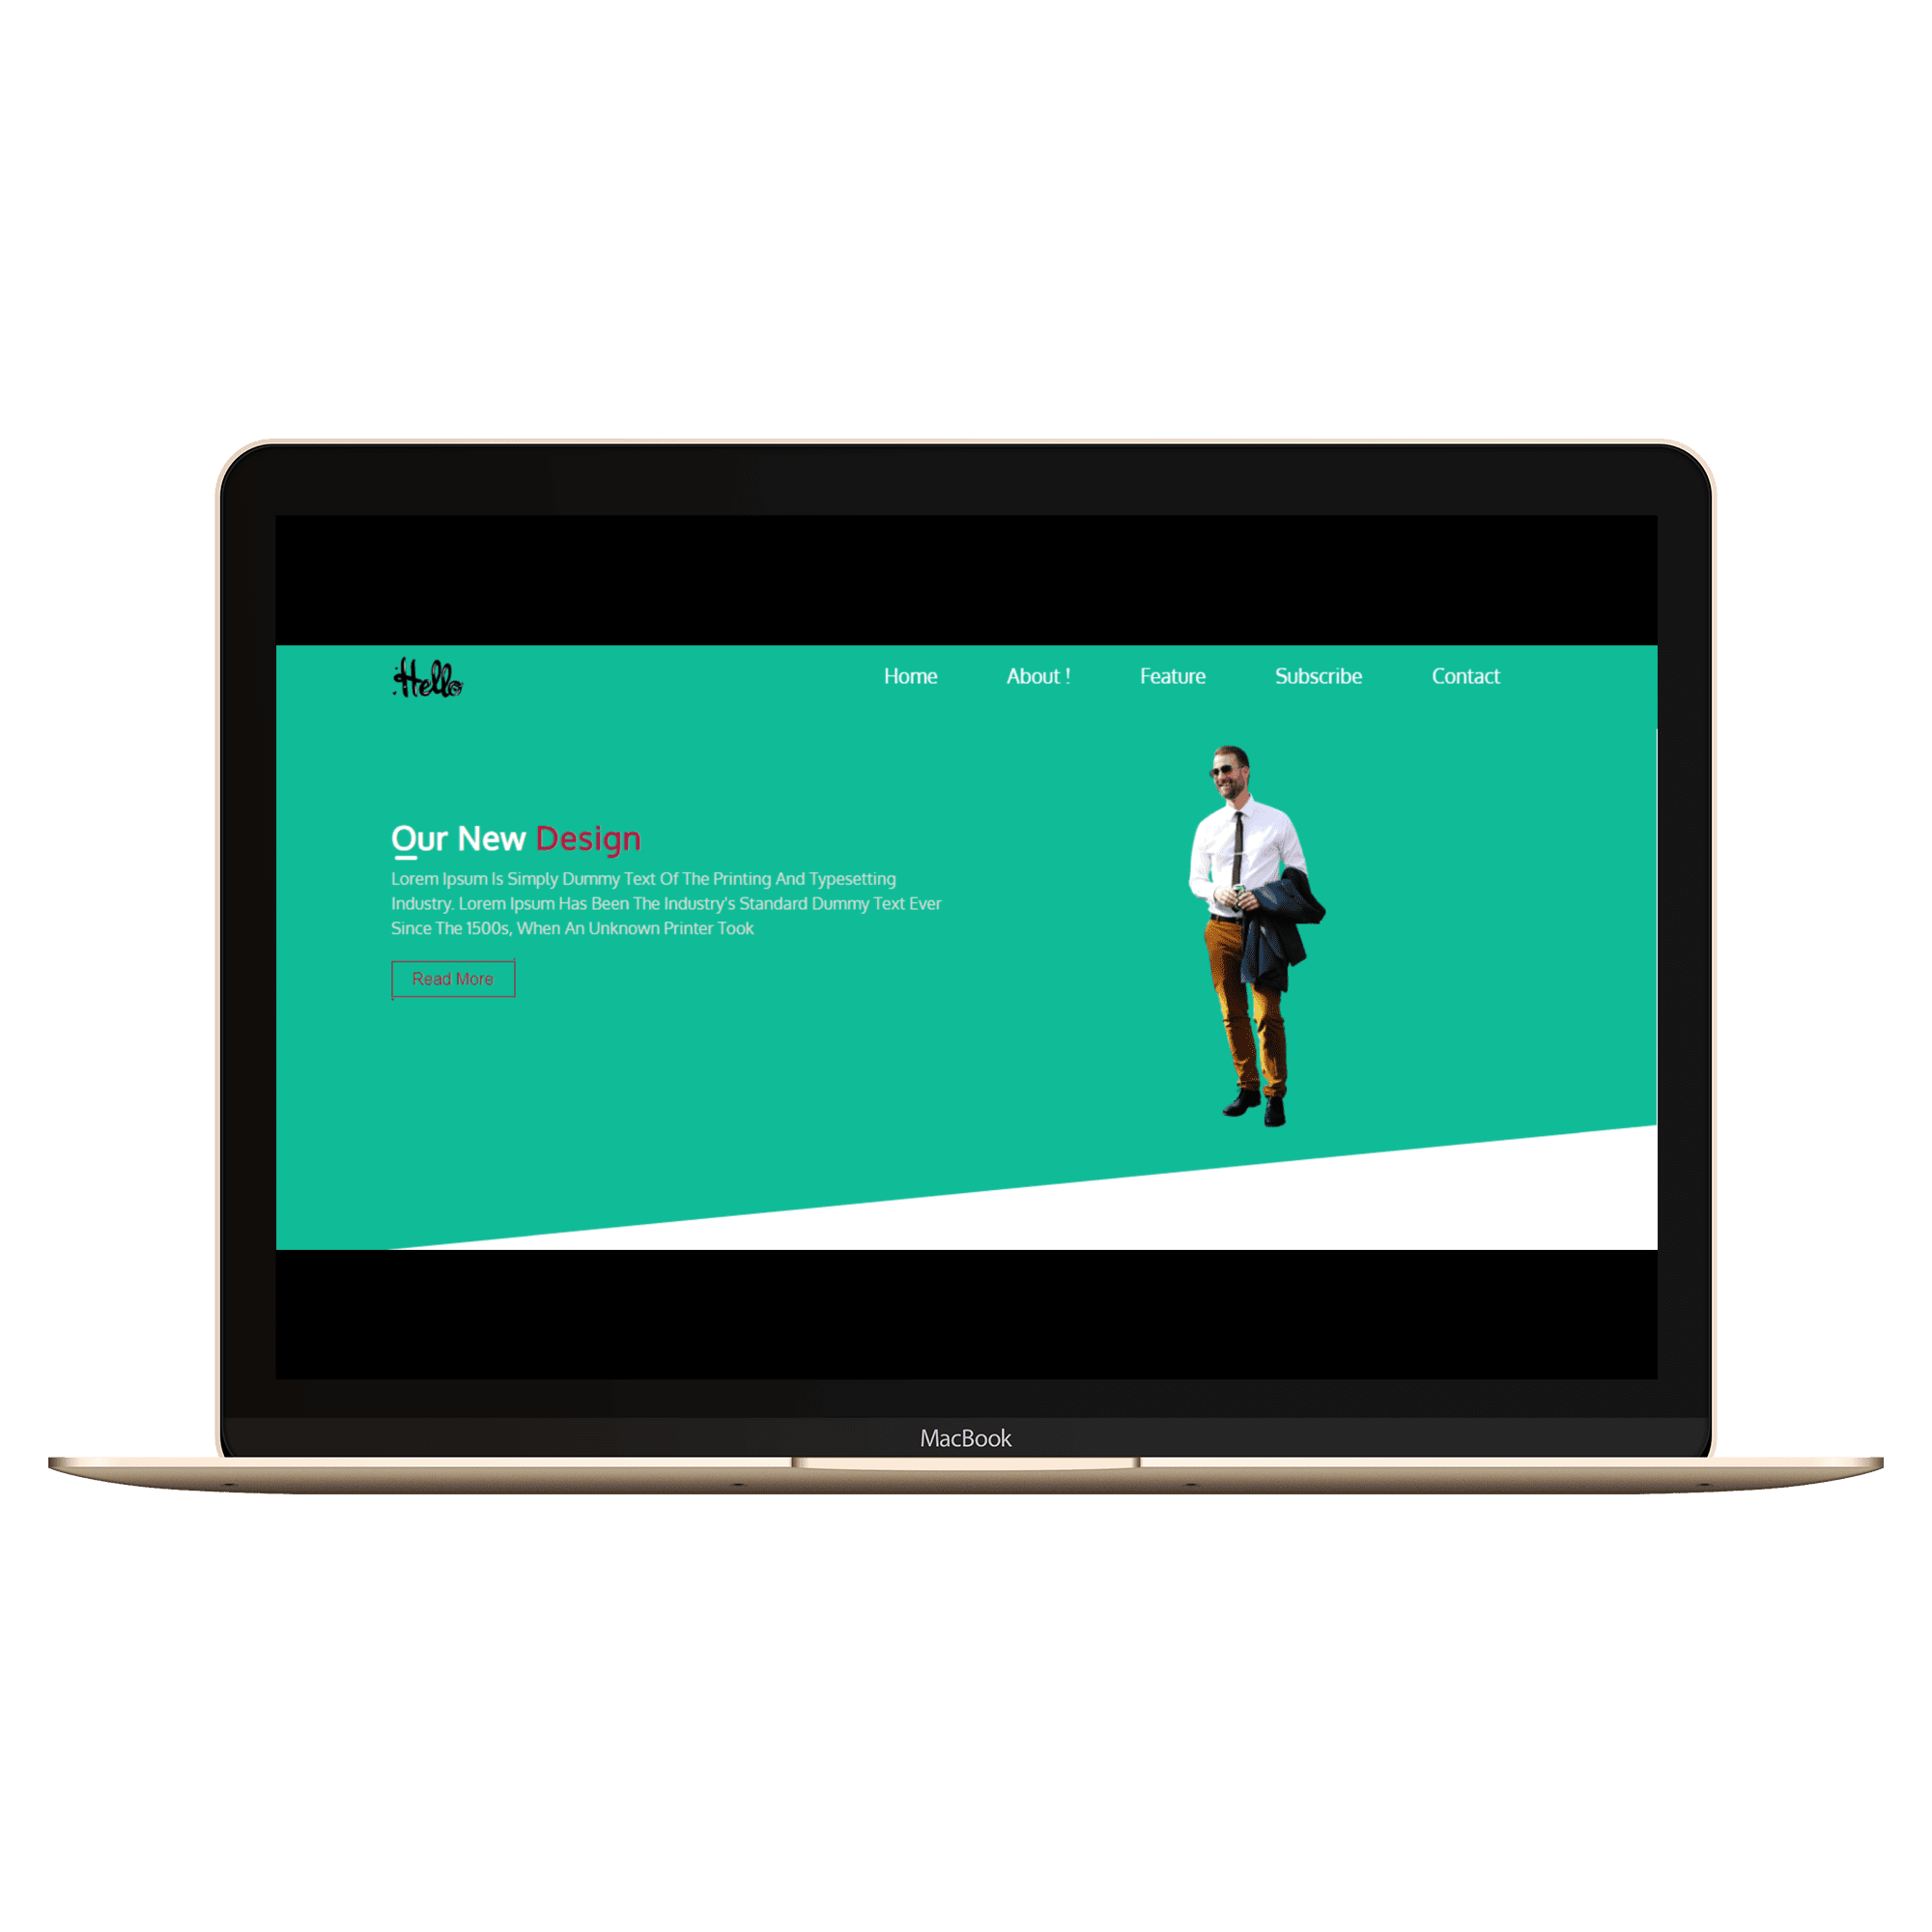 Hello
Home About ! Feature Subscribe Contact
Our New Design
Lorem Ipsum Is Simply Dummy Text Of The Printing And Typesetting
Industry. Lorem Ipsum Has Been The Industry's Standard Dummy Text Ever
Since The 1500s, When An Unknown Printer Took
Read More
MacBook